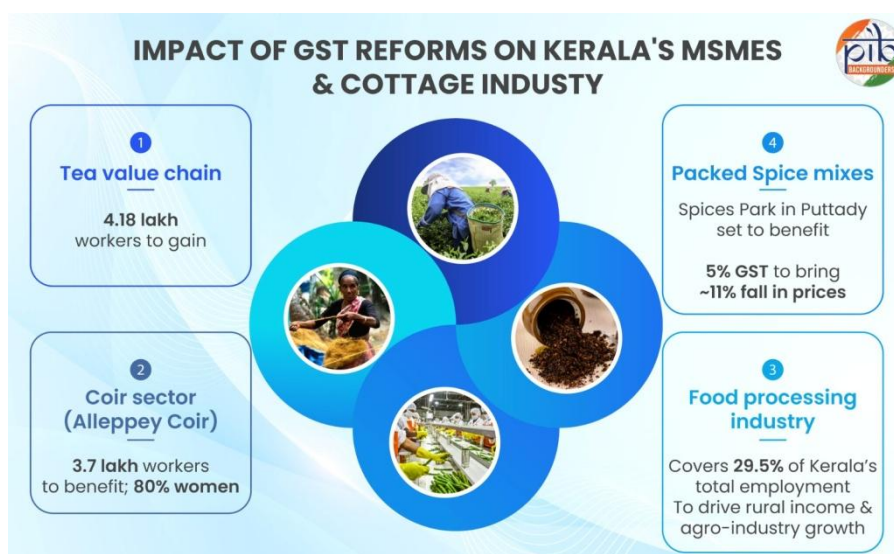 IMPACT OF GST REFORMS ON KERALA'S MSMES
& COTTAGE INDUSTY
pib
BACKGROUNDERS
1
Tea value chain
4.18 lakh
workers to gain
2
Coir sector
(Alleppey Coir)
3.7 lakh workers
to benefit; 80% women
4
Packed Spice mixes
Spices Park in Puttady
set to benefit
5% GST to bring
~11% fall in prices
3
Food processing
industry
Covers 29.5% of Kerala's
total employment
To drive rural income &
agro-industry growth